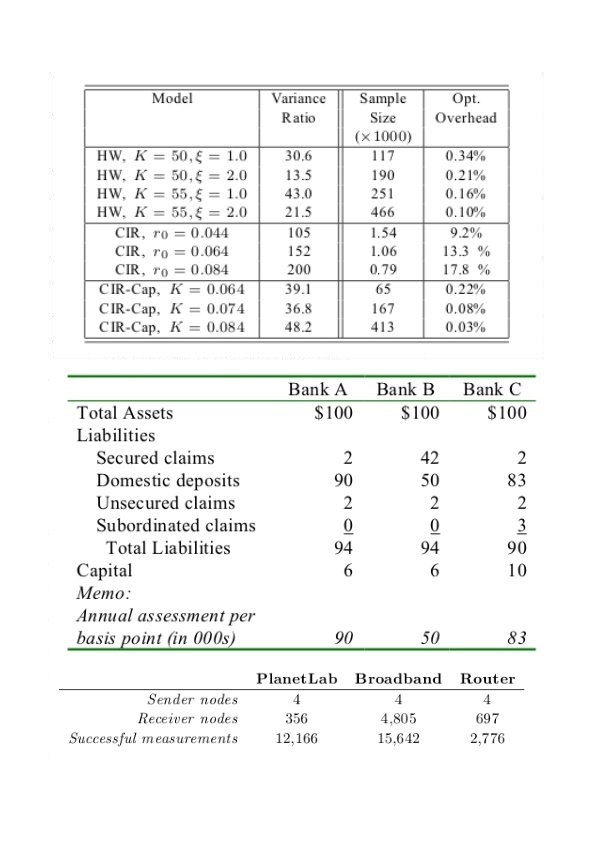 Model Variance Sample Opt.
Ratio Size Overhead
(×1000)
HW, K = 50, ξ = 1.0 30.6 117 0.34%
HW, K = 50, ξ = 2.0 13.5 190 0.21%
HW, K = 55, ξ = 1.0 43.0 251 0.16%
HW, K = 55, ξ = 2.0 21.5 466 0.10%
CIR, r0 = 0.044 105 1.54 9.2%
CIR, r0 = 0.064 152 1.06 13.3 %
CIR, r0 = 0.084 200 0.79 17.8 %
CIR-Cap, K = 0.064 39.1 65 0.22%
CIR-Cap, K = 0.074 36.8 167 0.08%
CIR-Cap, K = 0.084 48.2 413 0.03%
Bank A Bank B Bank C
Total Assets $100 $100 $100
Liabilities
Secured claims 2 42 2
Domestic deposits 90 50 83
Unsecured claims 2 2 2
Subordinated claims 0 0 3
Total Liabilities 94 94 90
Capital 6 6 10
Memo:
Annual assessment per
basis point (in 000s) 90 50 83
PlanetLab Broadband Router
Sender nodes 4 4 4
Receiver nodes 356 4,805 697
Successful measurements 12,166 15,642 2,776